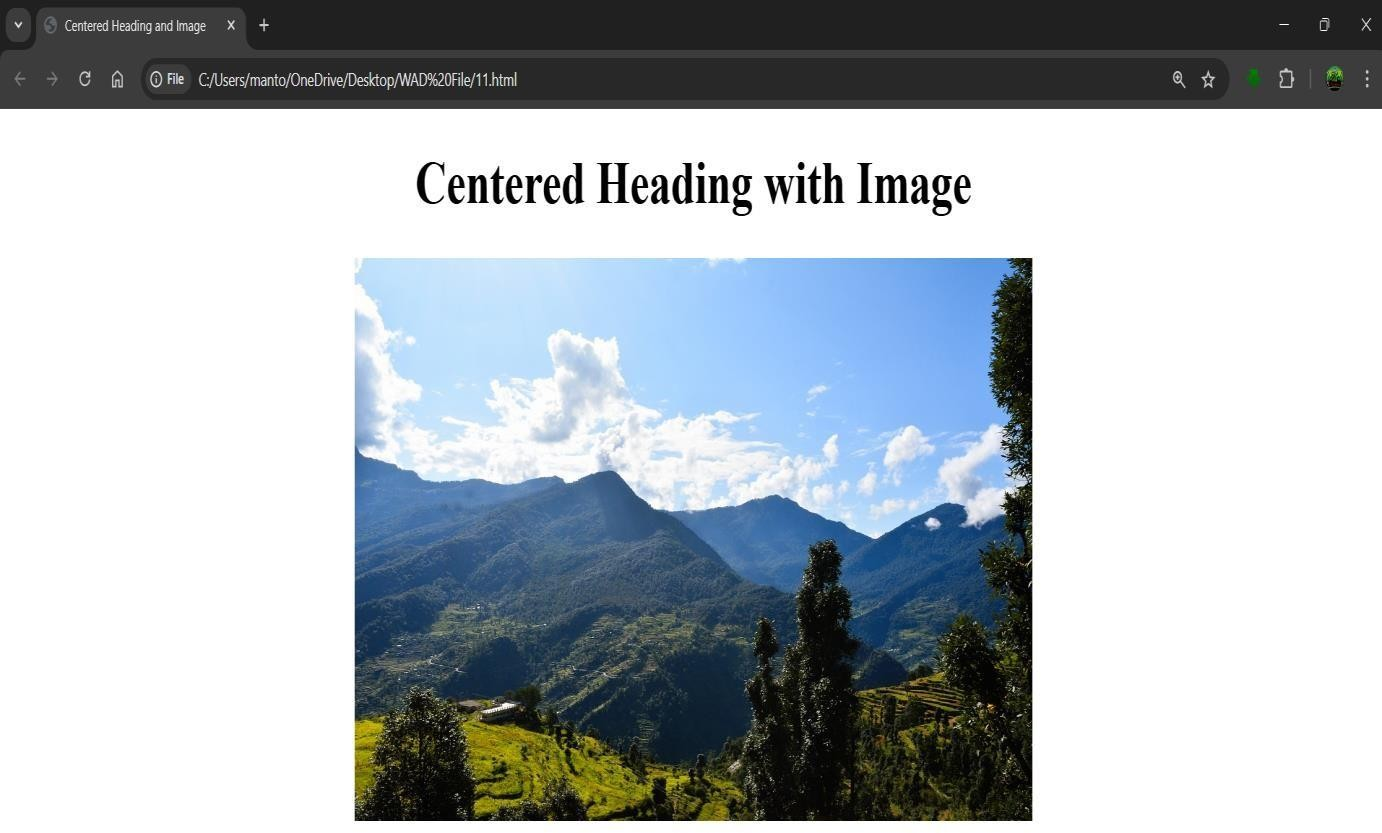 Centered Heading and Image
File C:/Users/manto/OneDrive/Desktop/WAD%20File/11.html
Centered Heading with Image